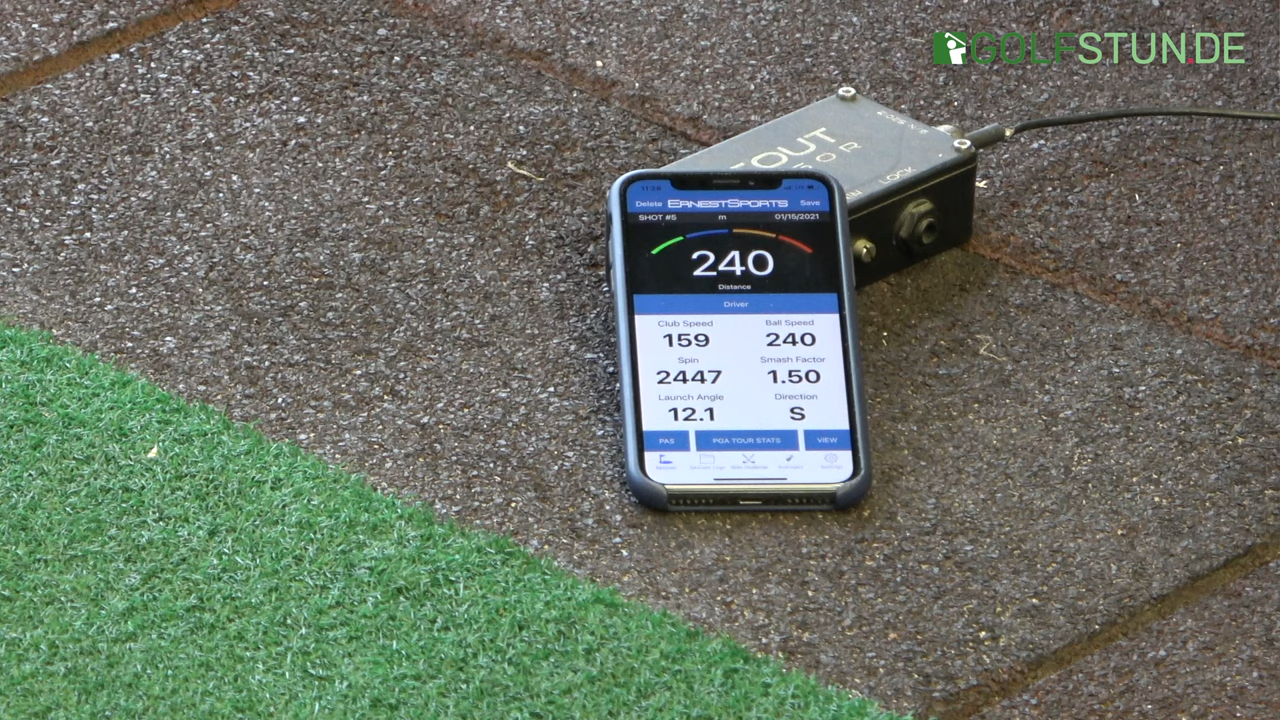 GOLFSTUN.DE
OUT
LOCK
11:28
Delete ERNESTSPORTS Save
SHOT #5 m 01/15/2021
240
Distance
Driver
Club Speed Ball Speed
159 240
Spin Smash Factor
2447 1.50
Launch Angle Direction
12.1 S
PAS PGA TOUR STATS VIEW